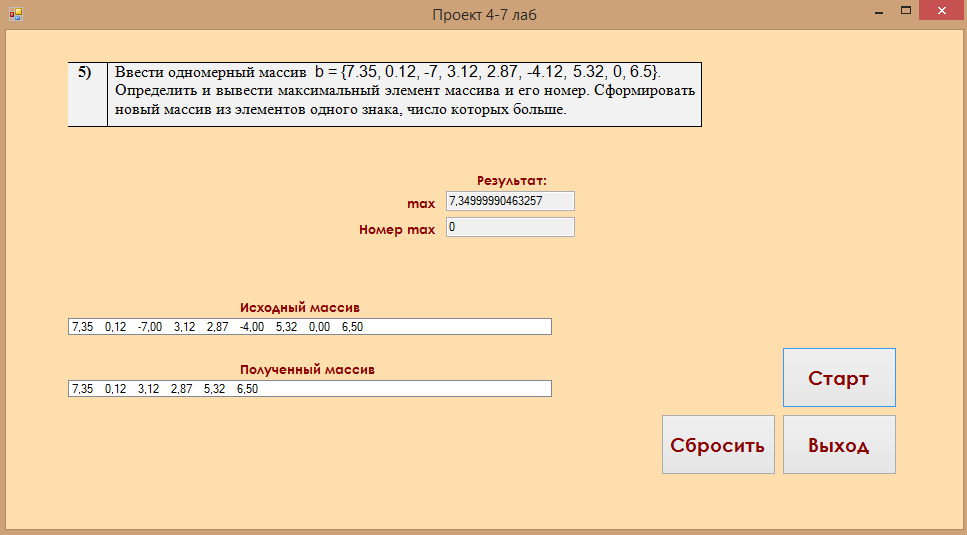 Проект 4-7 лаб
5) Ввести одномерный массив b = {7.35, 0.12, -7, 3.12, 2.87, -4.12, 5.32, 0, 6.5}.
Определить и вывести максимальный элемент массива и его номер. Сформировать
новый массив из элементов одного знака, число которых больше.
Результат:
max 7,34999990463257
Номер max 0
Исходный массив
7,35 0,12 -7,00 3,12 2,87 -4,00 5,32 0,00 6,50
Полученный массив
7,35 0,12 3,12 2,87 5,32 6,50
Старт
Сбросить
Выход